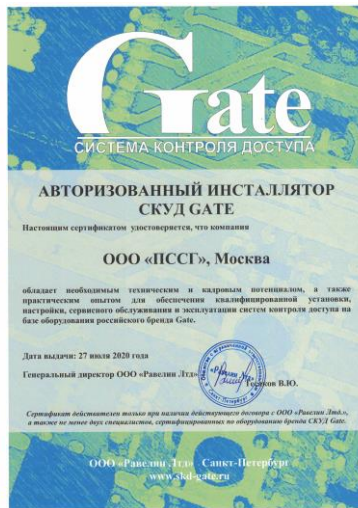 Gate
СИСТЕМА КОНТРОЛЯ ДОСТУПА
АВТОРИЗОВАННЫЙ ИНСТАЛЛЯТОР
СКУД GATE
Настоящим сертификатом удостоверяется, что компания
ООО «ПССГ», Москва
обладает необходимым техническим и кадровым потенциалом, а также
практическим опытом для обеспечения квалифицированной установки,
настройки, сервисного обслуживания и эксплуатации систем контроля доступа на
базе оборудования российского бренда Gate.
Дата выдачи: 27 июля 2020 года
Генеральный директор ООО «Равелин Лтд»
В.Ю.
«Равелин Лтд»
Сертификат действителен только при наличии действующего договора с ООО «Равелин Лтд.»,
а также не менее двух специалистов, сертифицированных по оборудованию бренда СКУД Gate.
ООО «Равелин Лтд» Санкт-Петербург
www.skd-gate.ru